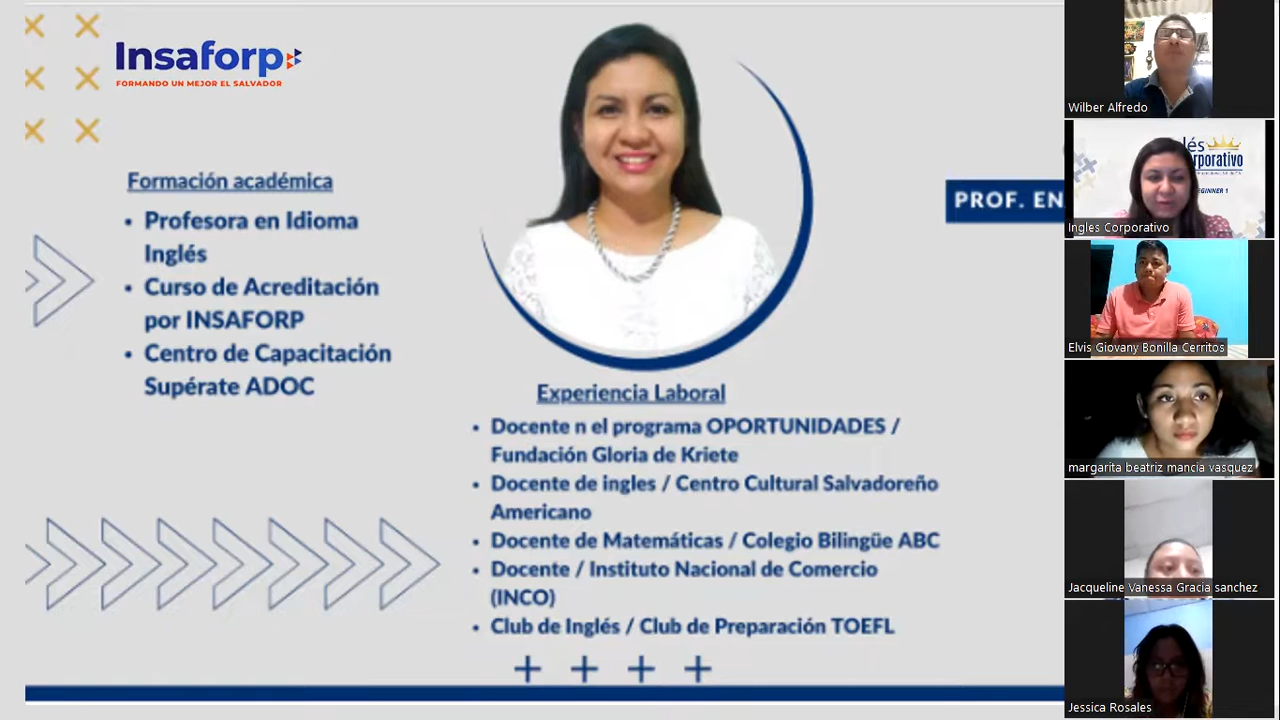 Insaforp
FORMANDO UN MEJOR EL SALVADOR
Formación académica
• Profesora en Idioma
Inglés
• Curso de Acreditación
por INSAFORP
• Centro de Capacitación
Supérate ADOC
PROF. EN
Experiencia Laboral
• Docente n el programa OPORTUNIDADES /
Fundación Gloria de Kriete
• Docente de ingles / Centro Cultural Salvadoreño
Americano
• Docente de Matemáticas / Colegio Bilingüe ABC
• Docente / Instituto Nacional de Comercio
(INCO)
• Club de Inglés / Club de Preparación TOEFL
Wilber Alfredo
Ingles Corporativo
Elvis Giovany Bonilla Cerritos
margarita beatriz mancia vasquez
Jacqueline Vanessa Gracia sanchez
Jessica Rosales